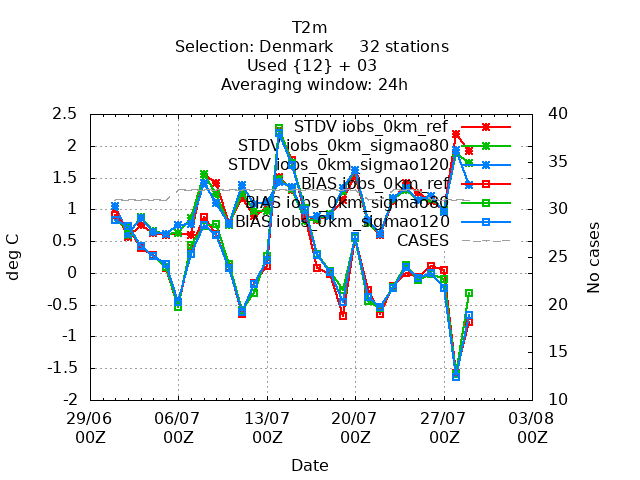 T2m
Selection: Denmark 32 stations
Used {12} + 03
Averaging window: 24h
2.5
2
1.5
1
0.5
0
-0.5
-1
-1.5
-2
deg C
40
35
30
25
20
15
10
No cases
STDV iobs_0km_ref
STDV iobs_0km_sigmao80
STDV iobs_0km_sigmao120
BIAS iobs_0km_ref
BIAS iobs_0km_sigmao80
BIAS iobs_0km_sigmao120
CASES
29/06 06/07 13/07 20/07 27/07 03/08
00Z 00Z 00Z 00Z 00Z 00Z
Date